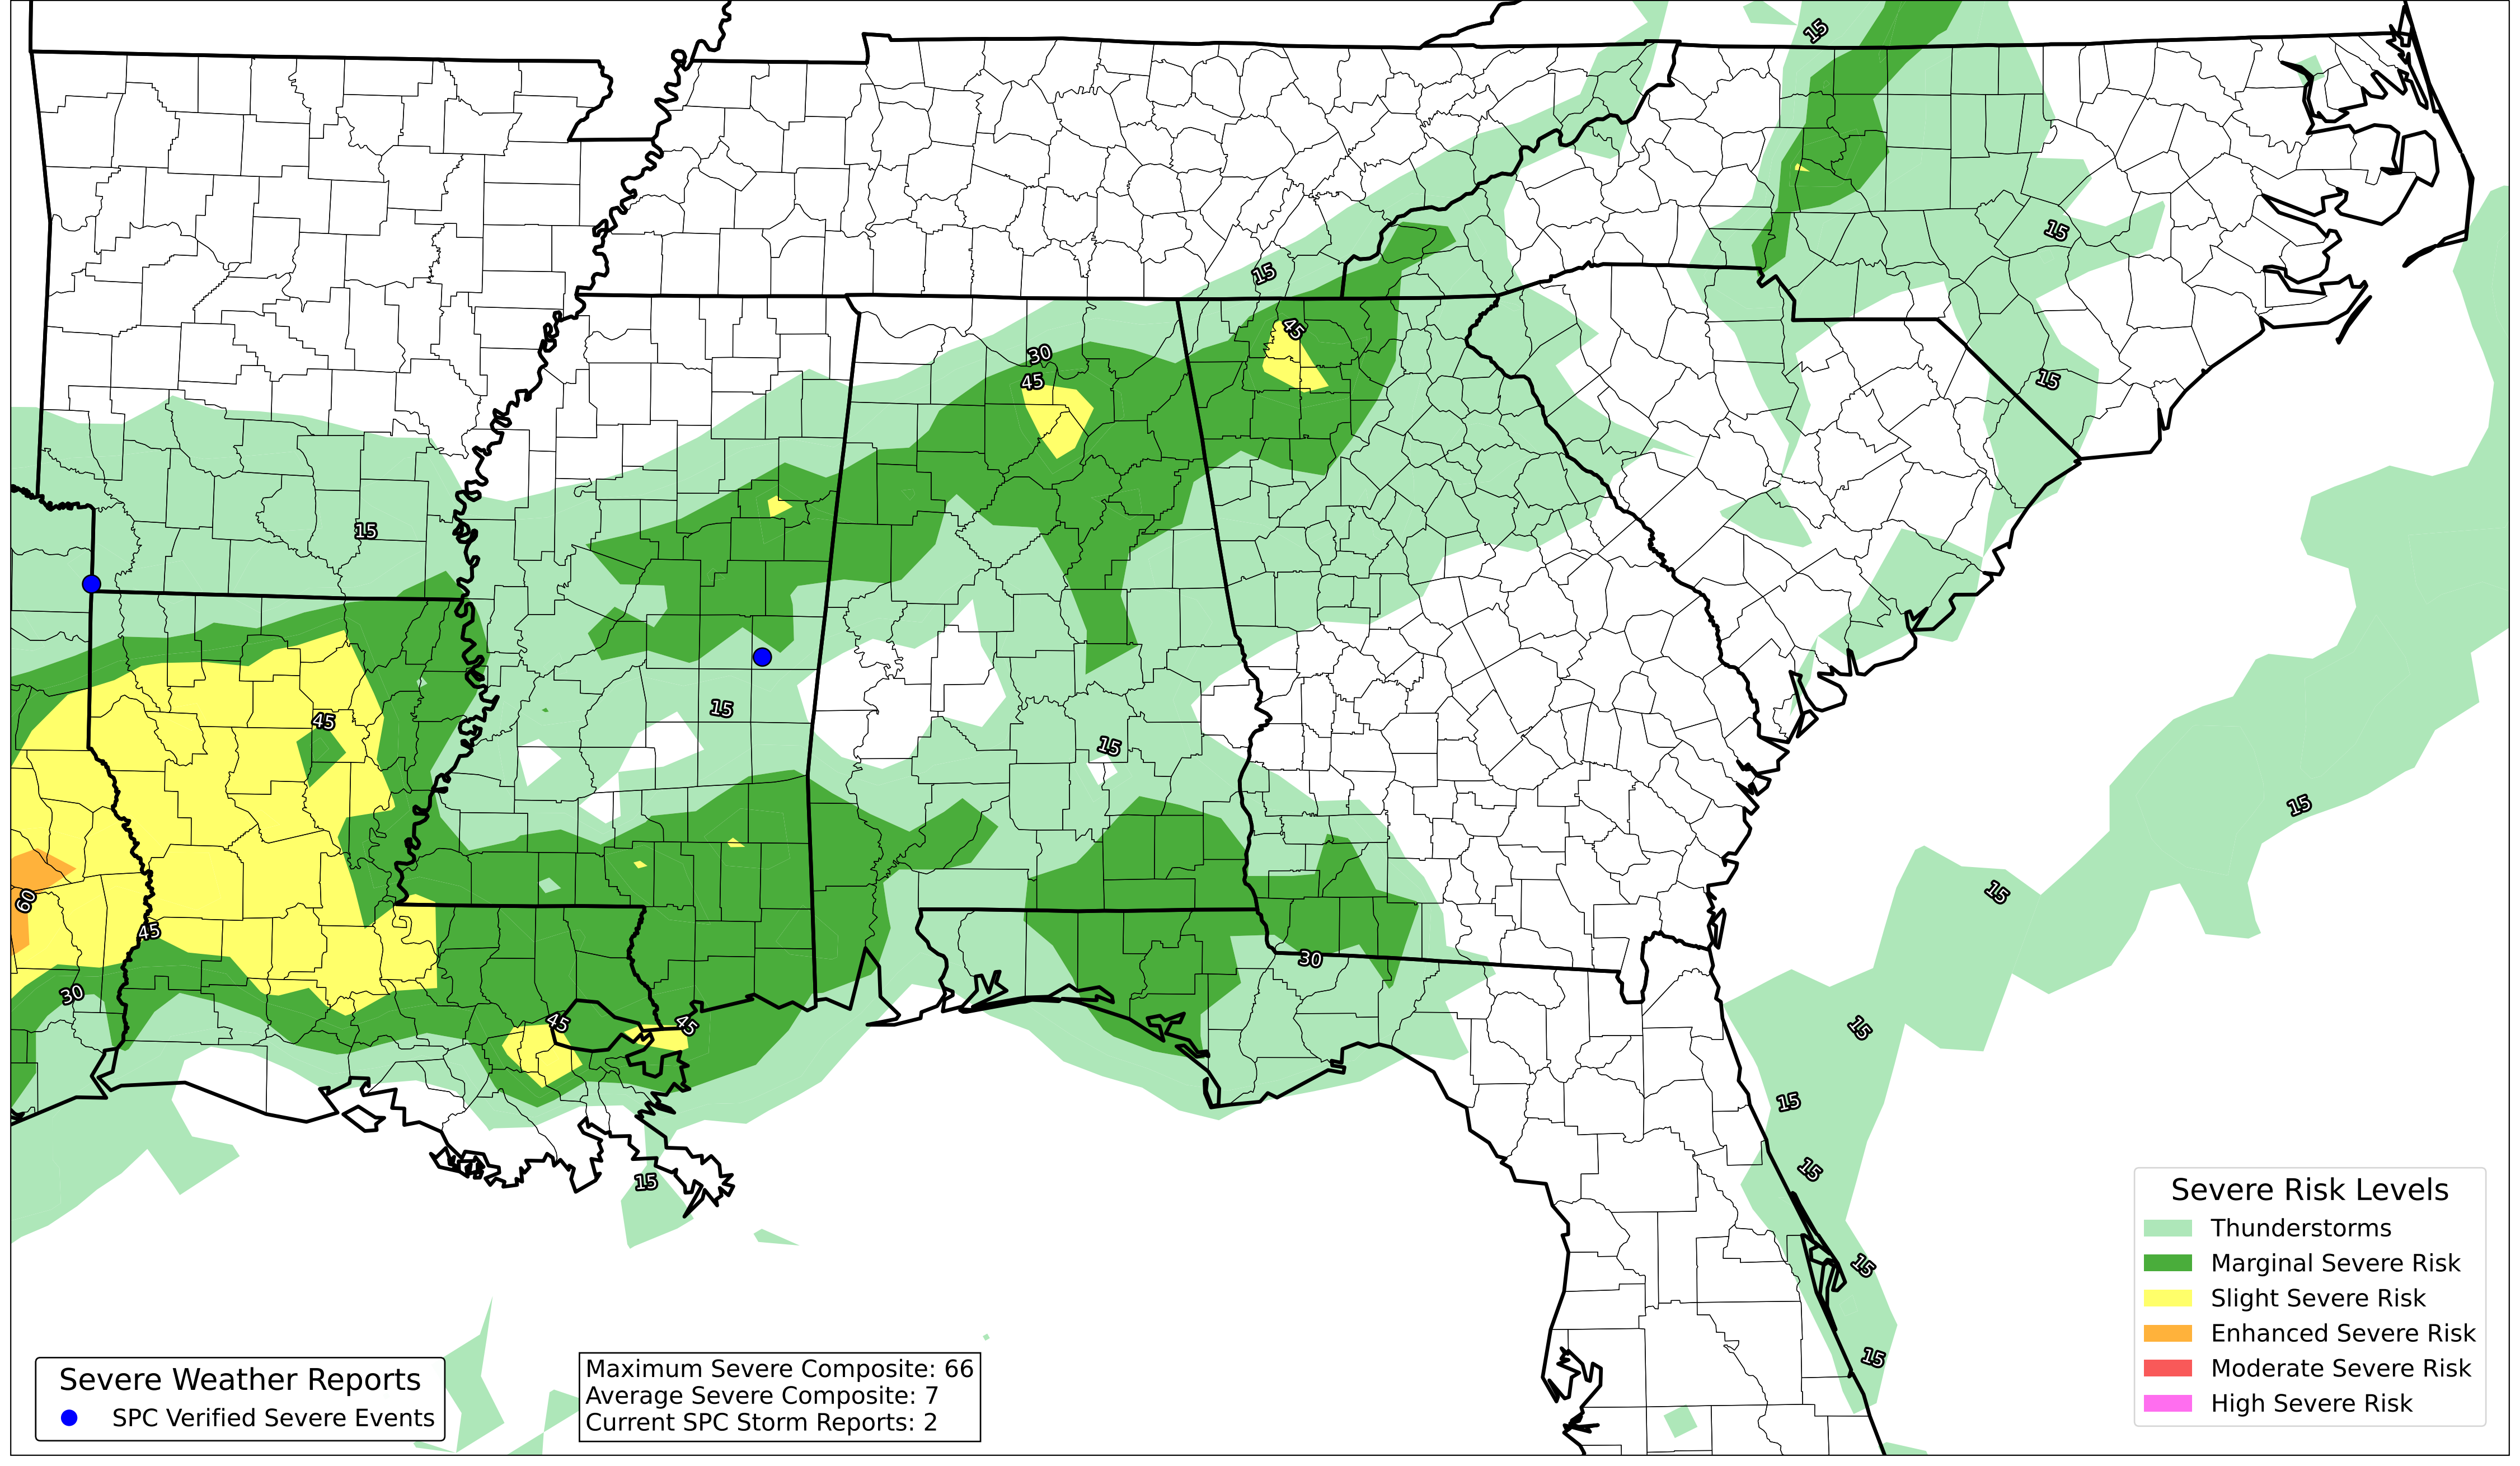 15
15
15
15
30
45
45
15
15
45
15
15
15
60
45
15
30
30
45
45
15
15
15
15
15
15
Severe Risk Levels
Thunderstorms
Marginal Severe Risk
Slight Severe Risk
Enhanced Severe Risk
Moderate Severe Risk
High Severe Risk
Severe Weather Reports
SPC Verified Severe Events
Maximum Severe Composite: 66
Average Severe Composite: 7
Current SPC Storm Reports: 2